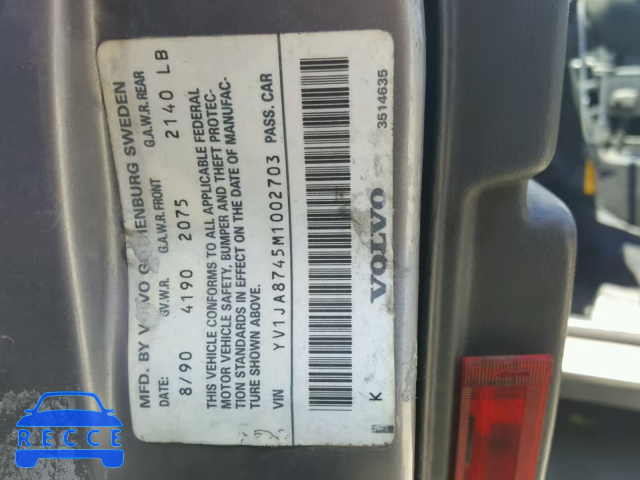 MFD. BY VOLVO GOTHENBURG SWEDEN
DATE: G.V.W.R. G.A.W.R. FRONT G.A.W.R. REAR
8/90 4190 2075 2140 LB
THIS VEHICLE CONFORMS TO ALL APPLICABLE FEDERAL
MOTOR VEHICLE SAFETY, BUMPER AND THEFT PROTEC-
TION STANDARDS IN EFFECT ON THE DATE OF MANUFAC-
TURE SHOWN ABOVE.
VIN YV1JA8745M1002703 PASS. CAR
K VOLVO 3514635
RECCE